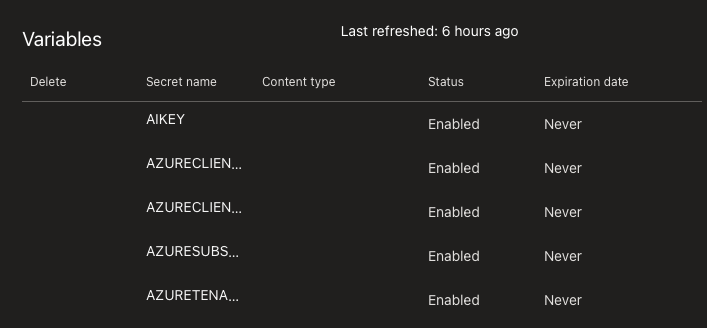 Variables
Last refreshed: 6 hours ago
Delete Secret name Content type Status Expiration date
AIKEY Enabled Never
AZURECLIEN... Enabled Never
AZURECLIEN... Enabled Never
AZURESUBS... Enabled Never
AZURETENA... Enabled Never